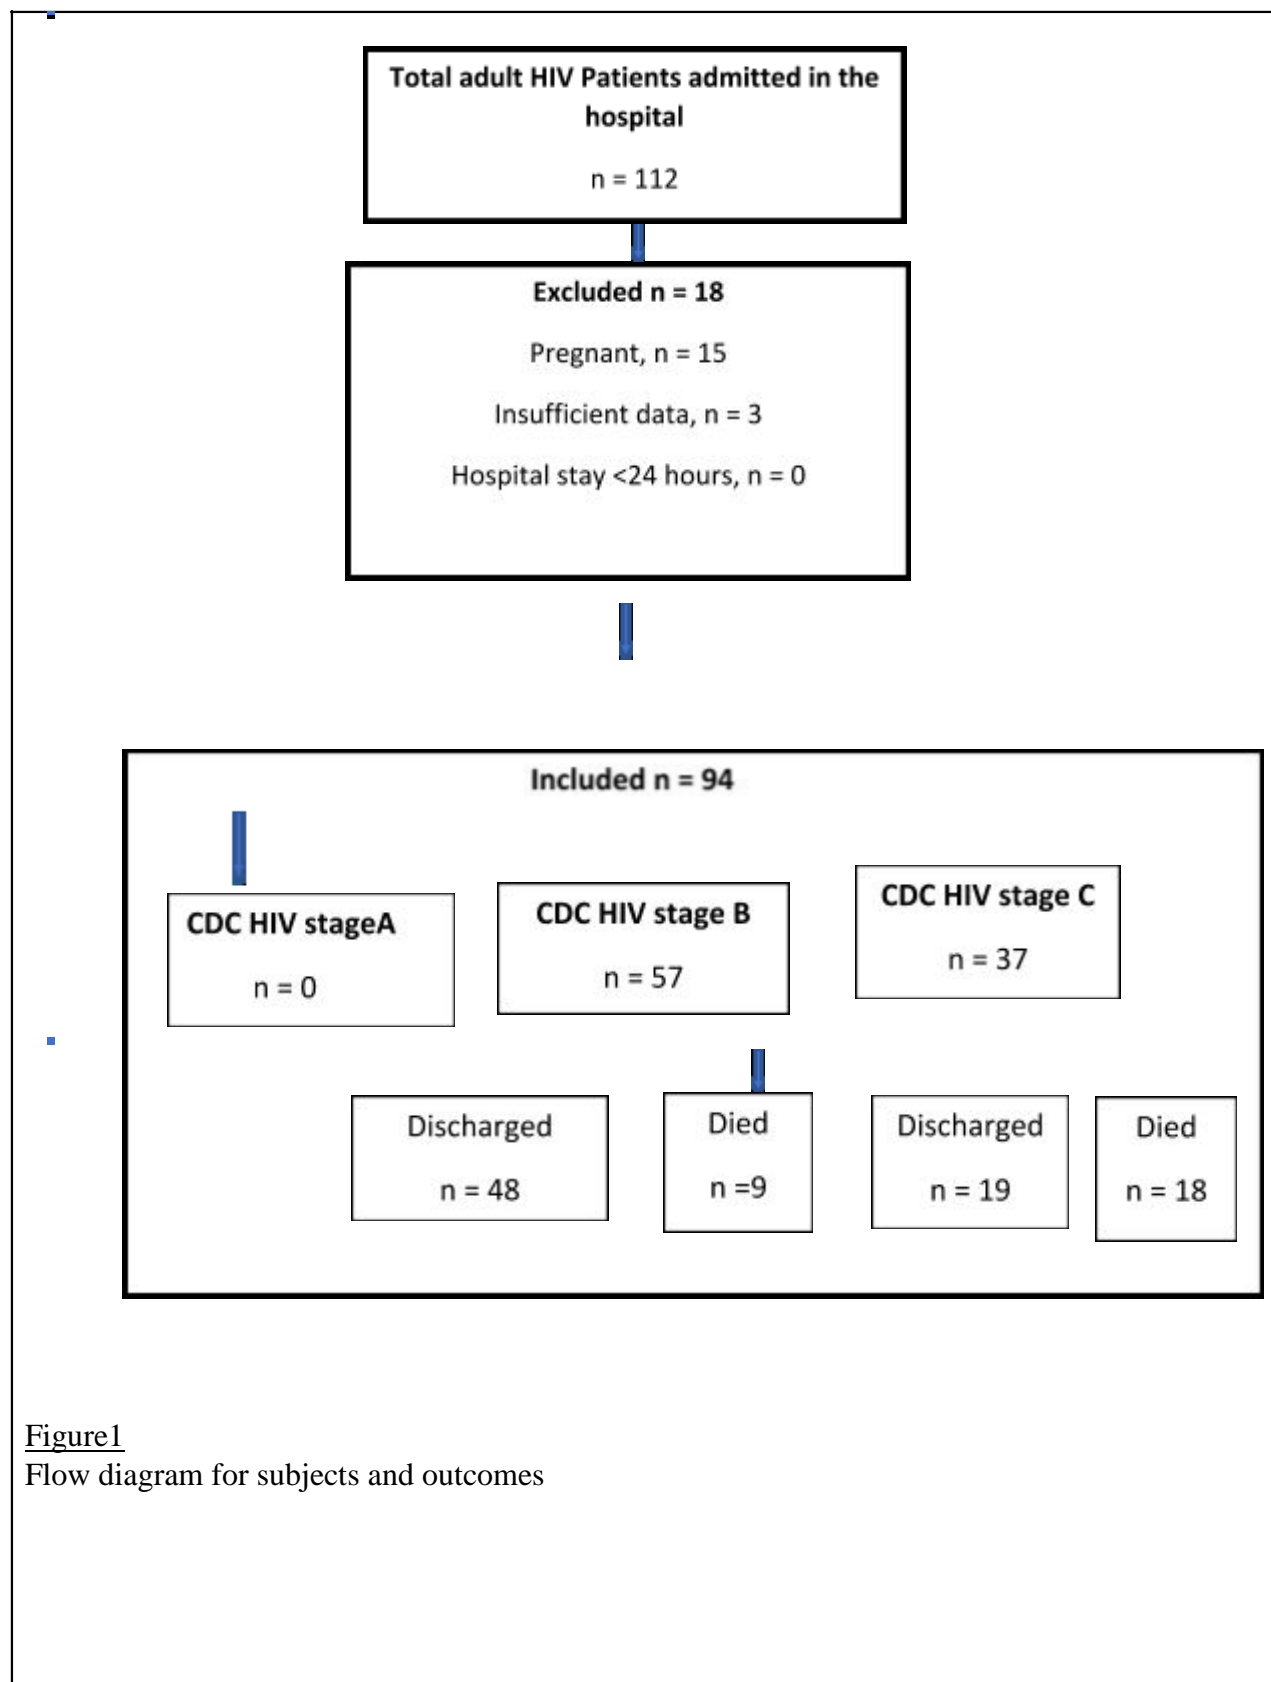 Total adult HIV Patients admitted in the
hospital
n = 112
Excluded n = 18
Pregnant, n = 15
Insufficient data, n = 3
Hospital stay <24 hours, n = 0
Included n = 94
CDC HIV stageA
n = 0
CDC HIV stage B
n = 57
CDC HIV stage C
n = 37
Discharged
n = 48
Died
n =9
Discharged
n = 19
Died
n = 18
Figure1
Flow diagram for subjects and outcomes